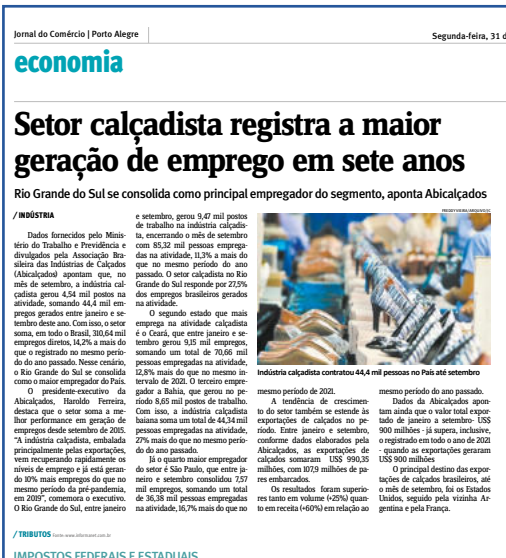 Jornal do Comércio | Porto Alegre
Segunda-feira, 31 d
economia
Setor calçadista registra a maior
geração de emprego em sete anos
Rio Grande do Sul se consolida como principal empregador do segmento, aponta Abicalçados
/ INDÚSTRIA
Dados fornecidos pelo Minis-
tério do Trabalho e Previdência e
divulgados pela Associação Bra-
sileira das Indústrias de Calçados
(Abicalçados) apontam que, no
mês de setembro, a indústria cal-
çadista gerou 4,54 mil postos na
atividade, somando 44,4 mil em-
pregos gerados entre janeiro e se-
tembro deste ano. Com isso, o setor
soma, em todo o Brasil, 310,64 mil
empregos diretos, 14,2% a mais do
que o registrado no mesmo perío-
do do ano passado. Nesse cenário,
o Rio Grande do Sul se consolida
como o maior empregador do País.
O presidente-executivo da
Abicalçados, Haroldo Ferreira,
destaca que o setor soma a me-
lhor performance em geração de
empregos desde setembro de 2015.
“A indústria calçadista, embalada
principalmente pelas exportações,
vem recuperando rapidamente os
níveis de emprego e já está geran-
do 10% mais empregos do que no
mesmo período da pré-pandemia,
em 2019”, comemora o executivo.
O Rio Grande do Sul, entre janeiro
e setembro, gerou 9,47 mil postos
de trabalho na indústria calçadis-
ta, encerrando o mês de setembro
com 85,32 mil pessoas emprega-
das na atividade, 11,3% a mais do
que no mesmo período do ano
passado. O setor calçadista no Rio
Grande do Sul responde por 27,5%
dos empregos brasileiros gerados
na atividade.
O segundo estado que mais
emprega na atividade calçadista
é o Ceará, que entre janeiro e se-
tembro gerou 9,15 mil empregos,
somando um total de 70,66 mil
pessoas empregadas na atividade,
12,8% a mais do que no mesmo in-
tervalo de 2021. O terceiro empre-
gador a Bahia, que gerou no pe-
ríodo 8,65 mil postos de trabalho.
Com isso, a indústria calçadista
baiana soma um total de 44,34 mil
pessoas empregadas na atividade,
27% mais do que no mesmo perío-
do do ano passado.
Já o quarto maior empregador
do setor é São Paulo, que entre ja-
neiro e setembro consolidou 7,57
mil empregos, somando um total
de 36,38 mil pessoas empregadas
na atividade, 16,7% mais do que no
FREDDY VIEIRA/ARQUIVO/JC
Indústria calçadista contratou 44,4 mil pessoas no País até setembro
mesmo período de 2021.
A tendência de crescimen-
to do setor também se estende às
exportações de calçados no pe-
ríodo. Entre janeiro e setembro,
conforme dados elaborados pela
Abicalçados, as exportações de
calçados somaram US$ 990,35
milhões, com 107,9 milhões de pa-
res embarcados.
Os resultados foram superio-
res tanto em volume (+25%) quan-
to em receita (+60%) em relação ao
mesmo período do ano passado.
Dados da Abicalçados apon-
tam ainda que o valor total expor-
tado de janeiro a setembro- US$
900 milhões - já supera, inclusive,
o registrado em todo o ano de 2021
- quando as exportações geraram
US$ 900 milhões
O principal destino das expor-
tações de calçados brasileiros, até
o mês de setembro, foi os Estados
Unidos, seguido pela vizinha Ar-
gentina e pela França.
/ TRIBUTOS Fonte: www.informanet.com.br
IMPOSTOS FEDERAIS E ESTADUAIS